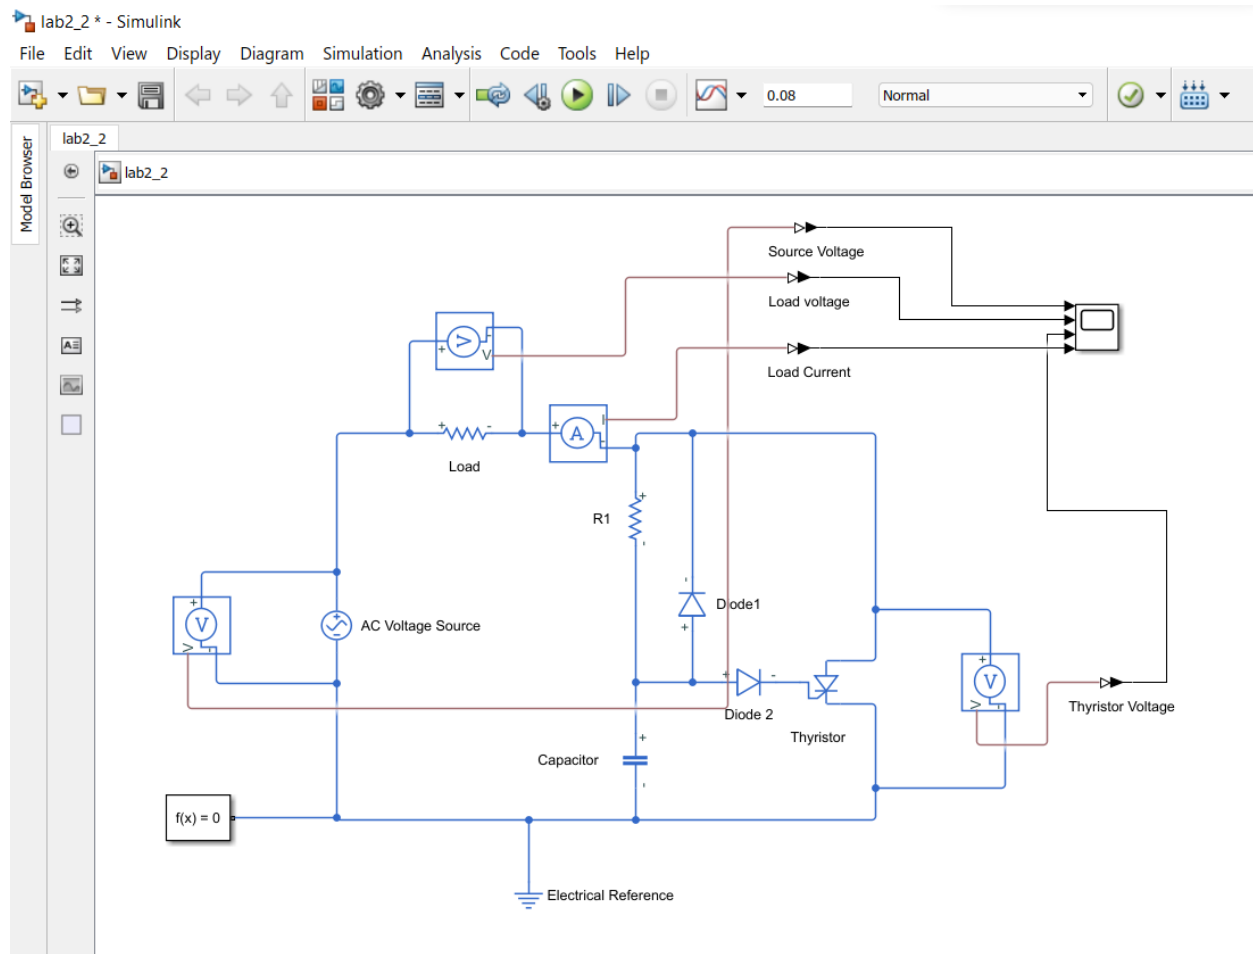 lab2_2 * - Simulink
File Edit View Display Diagram Simulation Analysis Code Tools Help
0.08 Normal
Model Browser
lab2_2
lab2_2
Source Voltage
Load voltage
Load Current
V
+
-
V
+ -
Load
+
A
I
-
+
R1
-
-
Diode1
+
+
V
V
-
+
-
AC Voltage Source
+ -
Diode 2
Thyristor
+
V
V
-
Thyristor Voltage
+
Capacitor
-
f(x) = 0
Electrical Reference